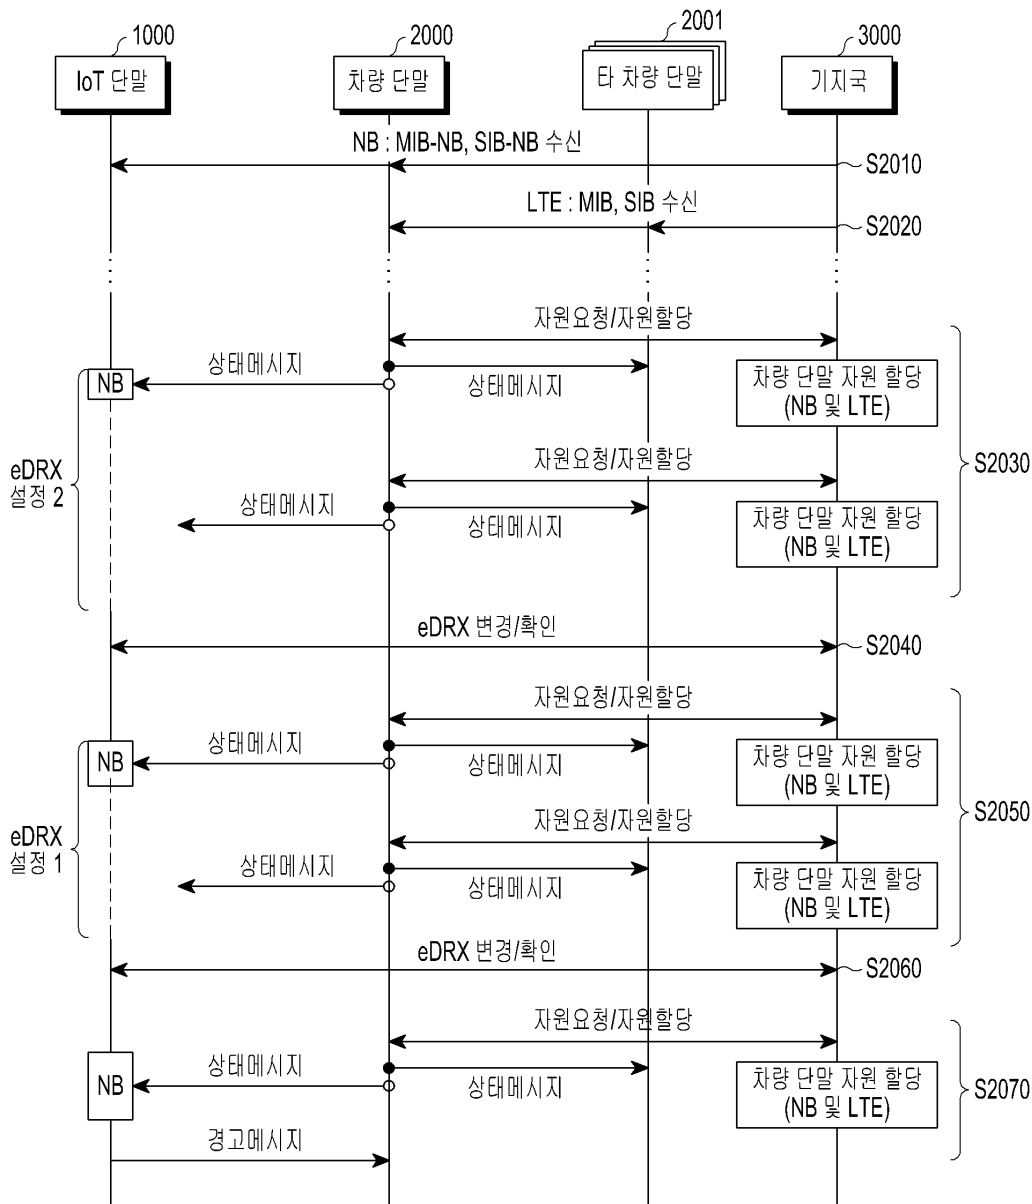 1000
2000
2001
3000
IoT 단말
차량 단말
타 차량 단말
기지국
NB : MIB-NB, SIB-NB 수신
S2010
LTE : MIB, SIB 수신
S2020
자원요청/자원할당
상태메시지
NB
상태메시지
차량 단말 자원 할당
(NB 및 LTE)
eDRX
설정 2
자원요청/자원할당
S2030
상태메시지
상태메시지
차량 단말 자원 할당
(NB 및 LTE)
eDRX 변경/확인
S2040
자원요청/자원할당
상태메시지
NB
상태메시지
차량 단말 자원 할당
(NB 및 LTE)
S2050
eDRX
설정 1
자원요청/자원할당
상태메시지
상태메시지
차량 단말 자원 할당
(NB 및 LTE)
eDRX 변경/확인
S2060
자원요청/자원할당
상태메시지
NB
상태메시지
차량 단말 자원 할당
(NB 및 LTE)
S2070
경고메시지